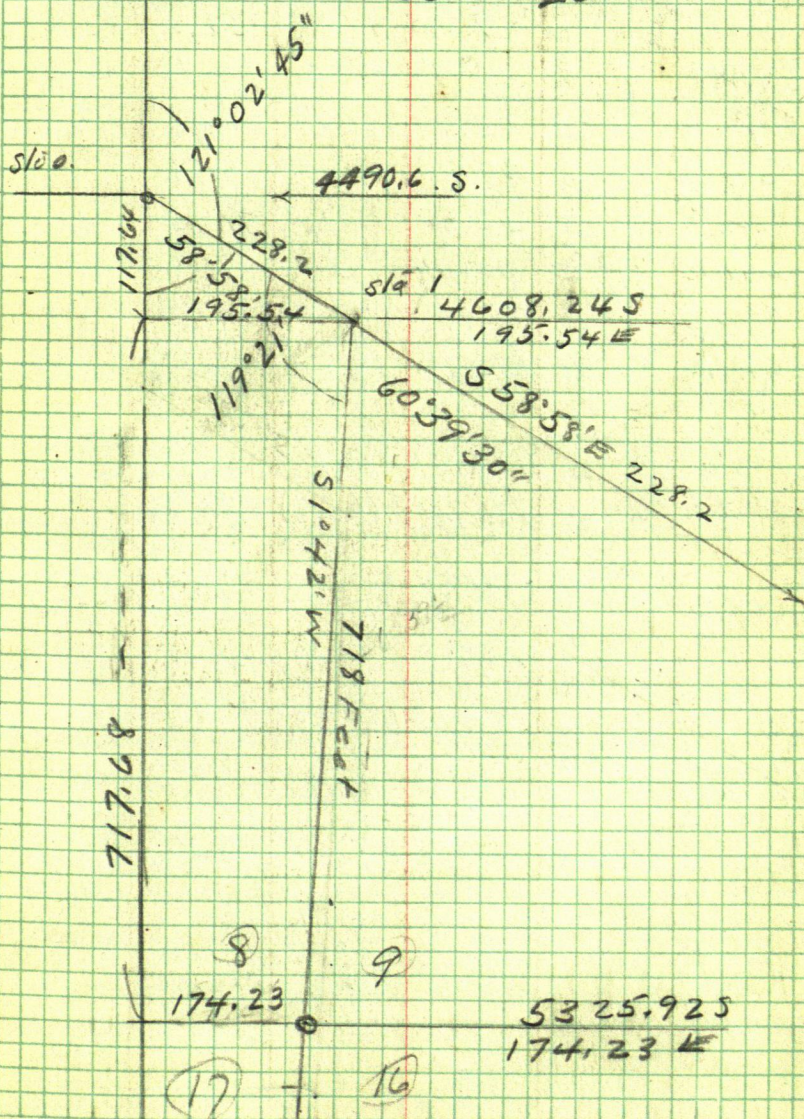 121°02'45"
sta o.
4490.6 S.
117.64
228.2
58°58'
195.54
sta 1
4608.24 S
195.54 E
119°21'
S 58°58' E 228.2
60°39'30"
S 1°42' W
718 Feet
717.68
8
9
174.23
5325.92 S
174.23 E
17
16